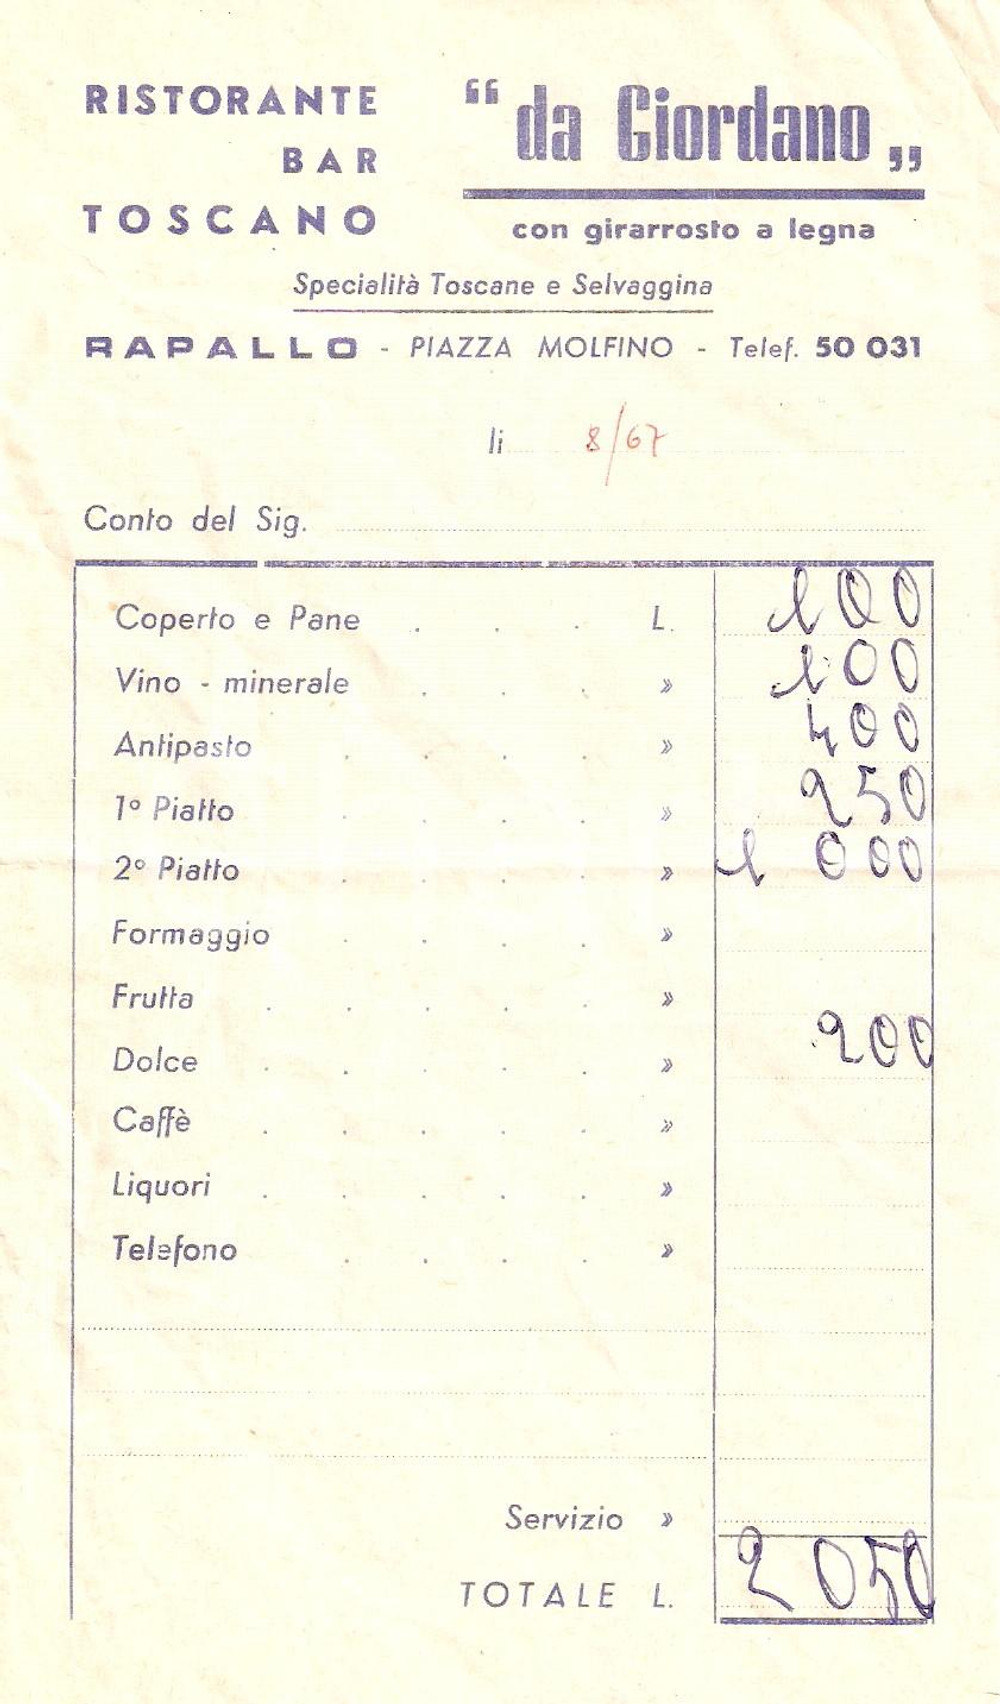 RISTORANTE
BAR
TOSCANO
“ da Giordano „
con girarrosto a legna
Specialità Toscane e Selvaggina
RAPALLO - PIAZZA MOLFINO - Telef. 50 031
li 8/67
Conto del Sig.
Coperto e Pane . . . L. 100
Vino - minerale . . . » 100
Antipasto . . . . » 400
1º Piatto . . . . » 250
2º Piatto . . . . » 1000
Formaggio . . . . »
Frutta . . . . . »
Dolce . . . . . » 200
Caffè . . . . . »
Liquori . . . . . »
Telefono . . . . »
Servizio »
TOTALE L. 2050